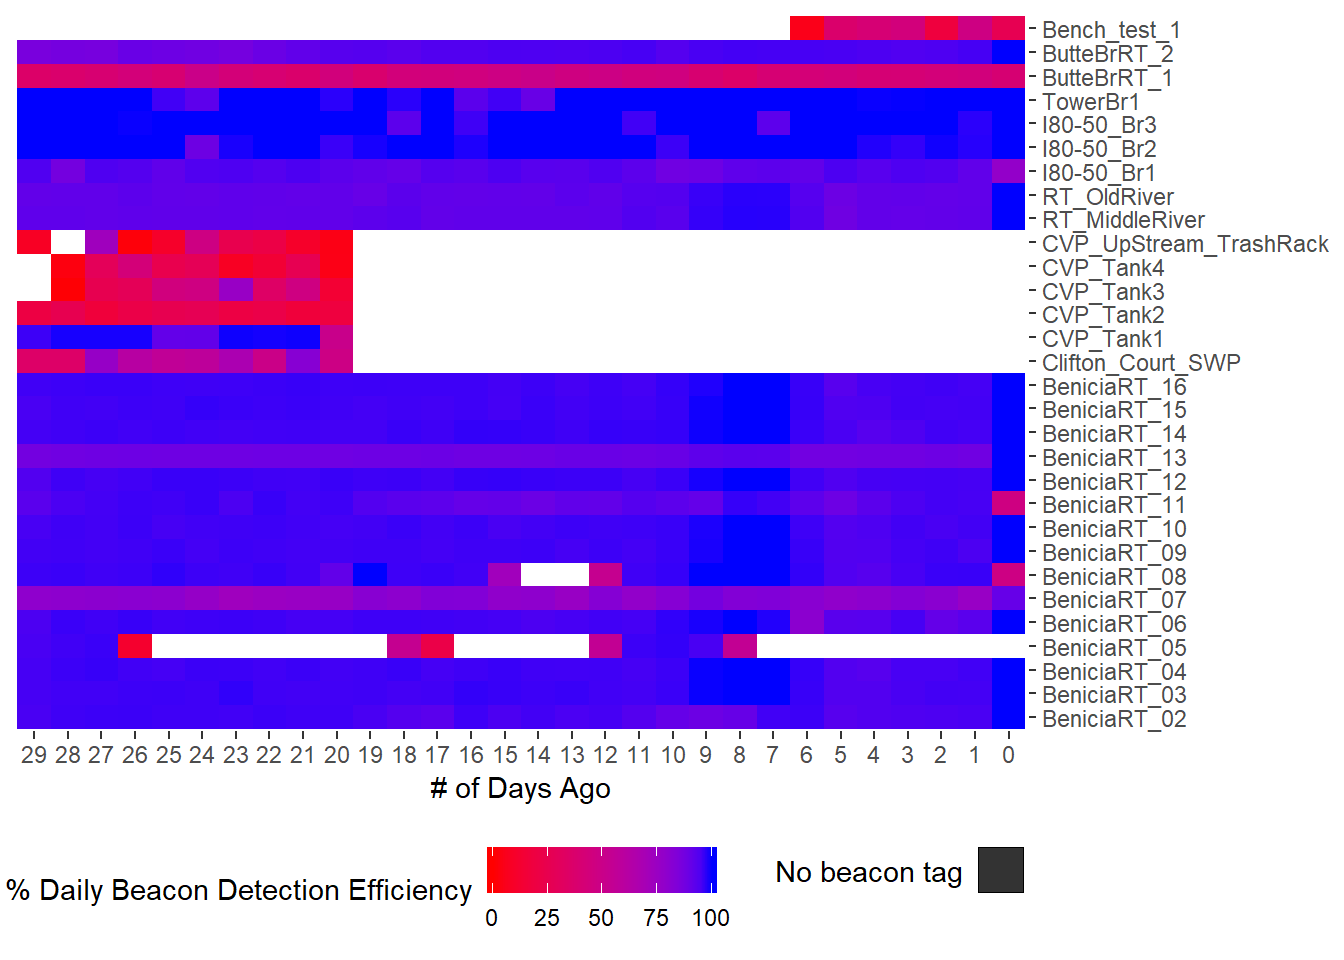 Bench_test_1
ButteBrRT_2
ButteBrRT_1
TowerBr1
I80-50_Br3
I80-50_Br2
I80-50_Br1
RT_OldRiver
RT_MiddleRiver
CVP_UpStream_TrashRack
CVP_Tank4
CVP_Tank3
CVP_Tank2
CVP_Tank1
Clifton_Court_SWP
BeniciaRT_16
BeniciaRT_15
BeniciaRT_14
BeniciaRT_13
BeniciaRT_12
BeniciaRT_11
BeniciaRT_10
BeniciaRT_09
BeniciaRT_08
BeniciaRT_07
BeniciaRT_06
BeniciaRT_05
BeniciaRT_04
BeniciaRT_03
BeniciaRT_02
29 28 27 26 25 24 23 22 21 20 19 18 17 16 15 14 13 12 11 10 9 8 7 6 5 4 3 2 1 0
# of Days Ago
% Daily Beacon Detection Efficiency
0 25 50 75 100
No beacon tag